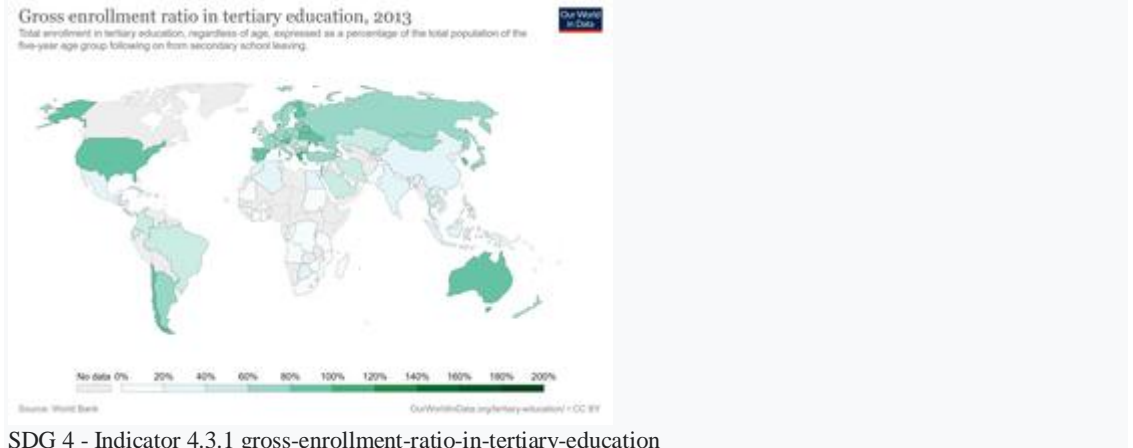 Gross enrollment ratio in tertiary education, 2013
Our World
in Data
Total enrollment in tertiary education, regardless of age, expressed as a percentage of the total population of the
five-year age group following on from secondary school leaving.
No data 0% 20% 40% 60% 80% 100% 120% 140% 160% 180% 200%
Source: World Bank
OurWorldInData.org/tertiary-education/ • CC BY
SDG 4 - Indicator 4.3.1 gross-enrollment-ratio-in-tertiary-education